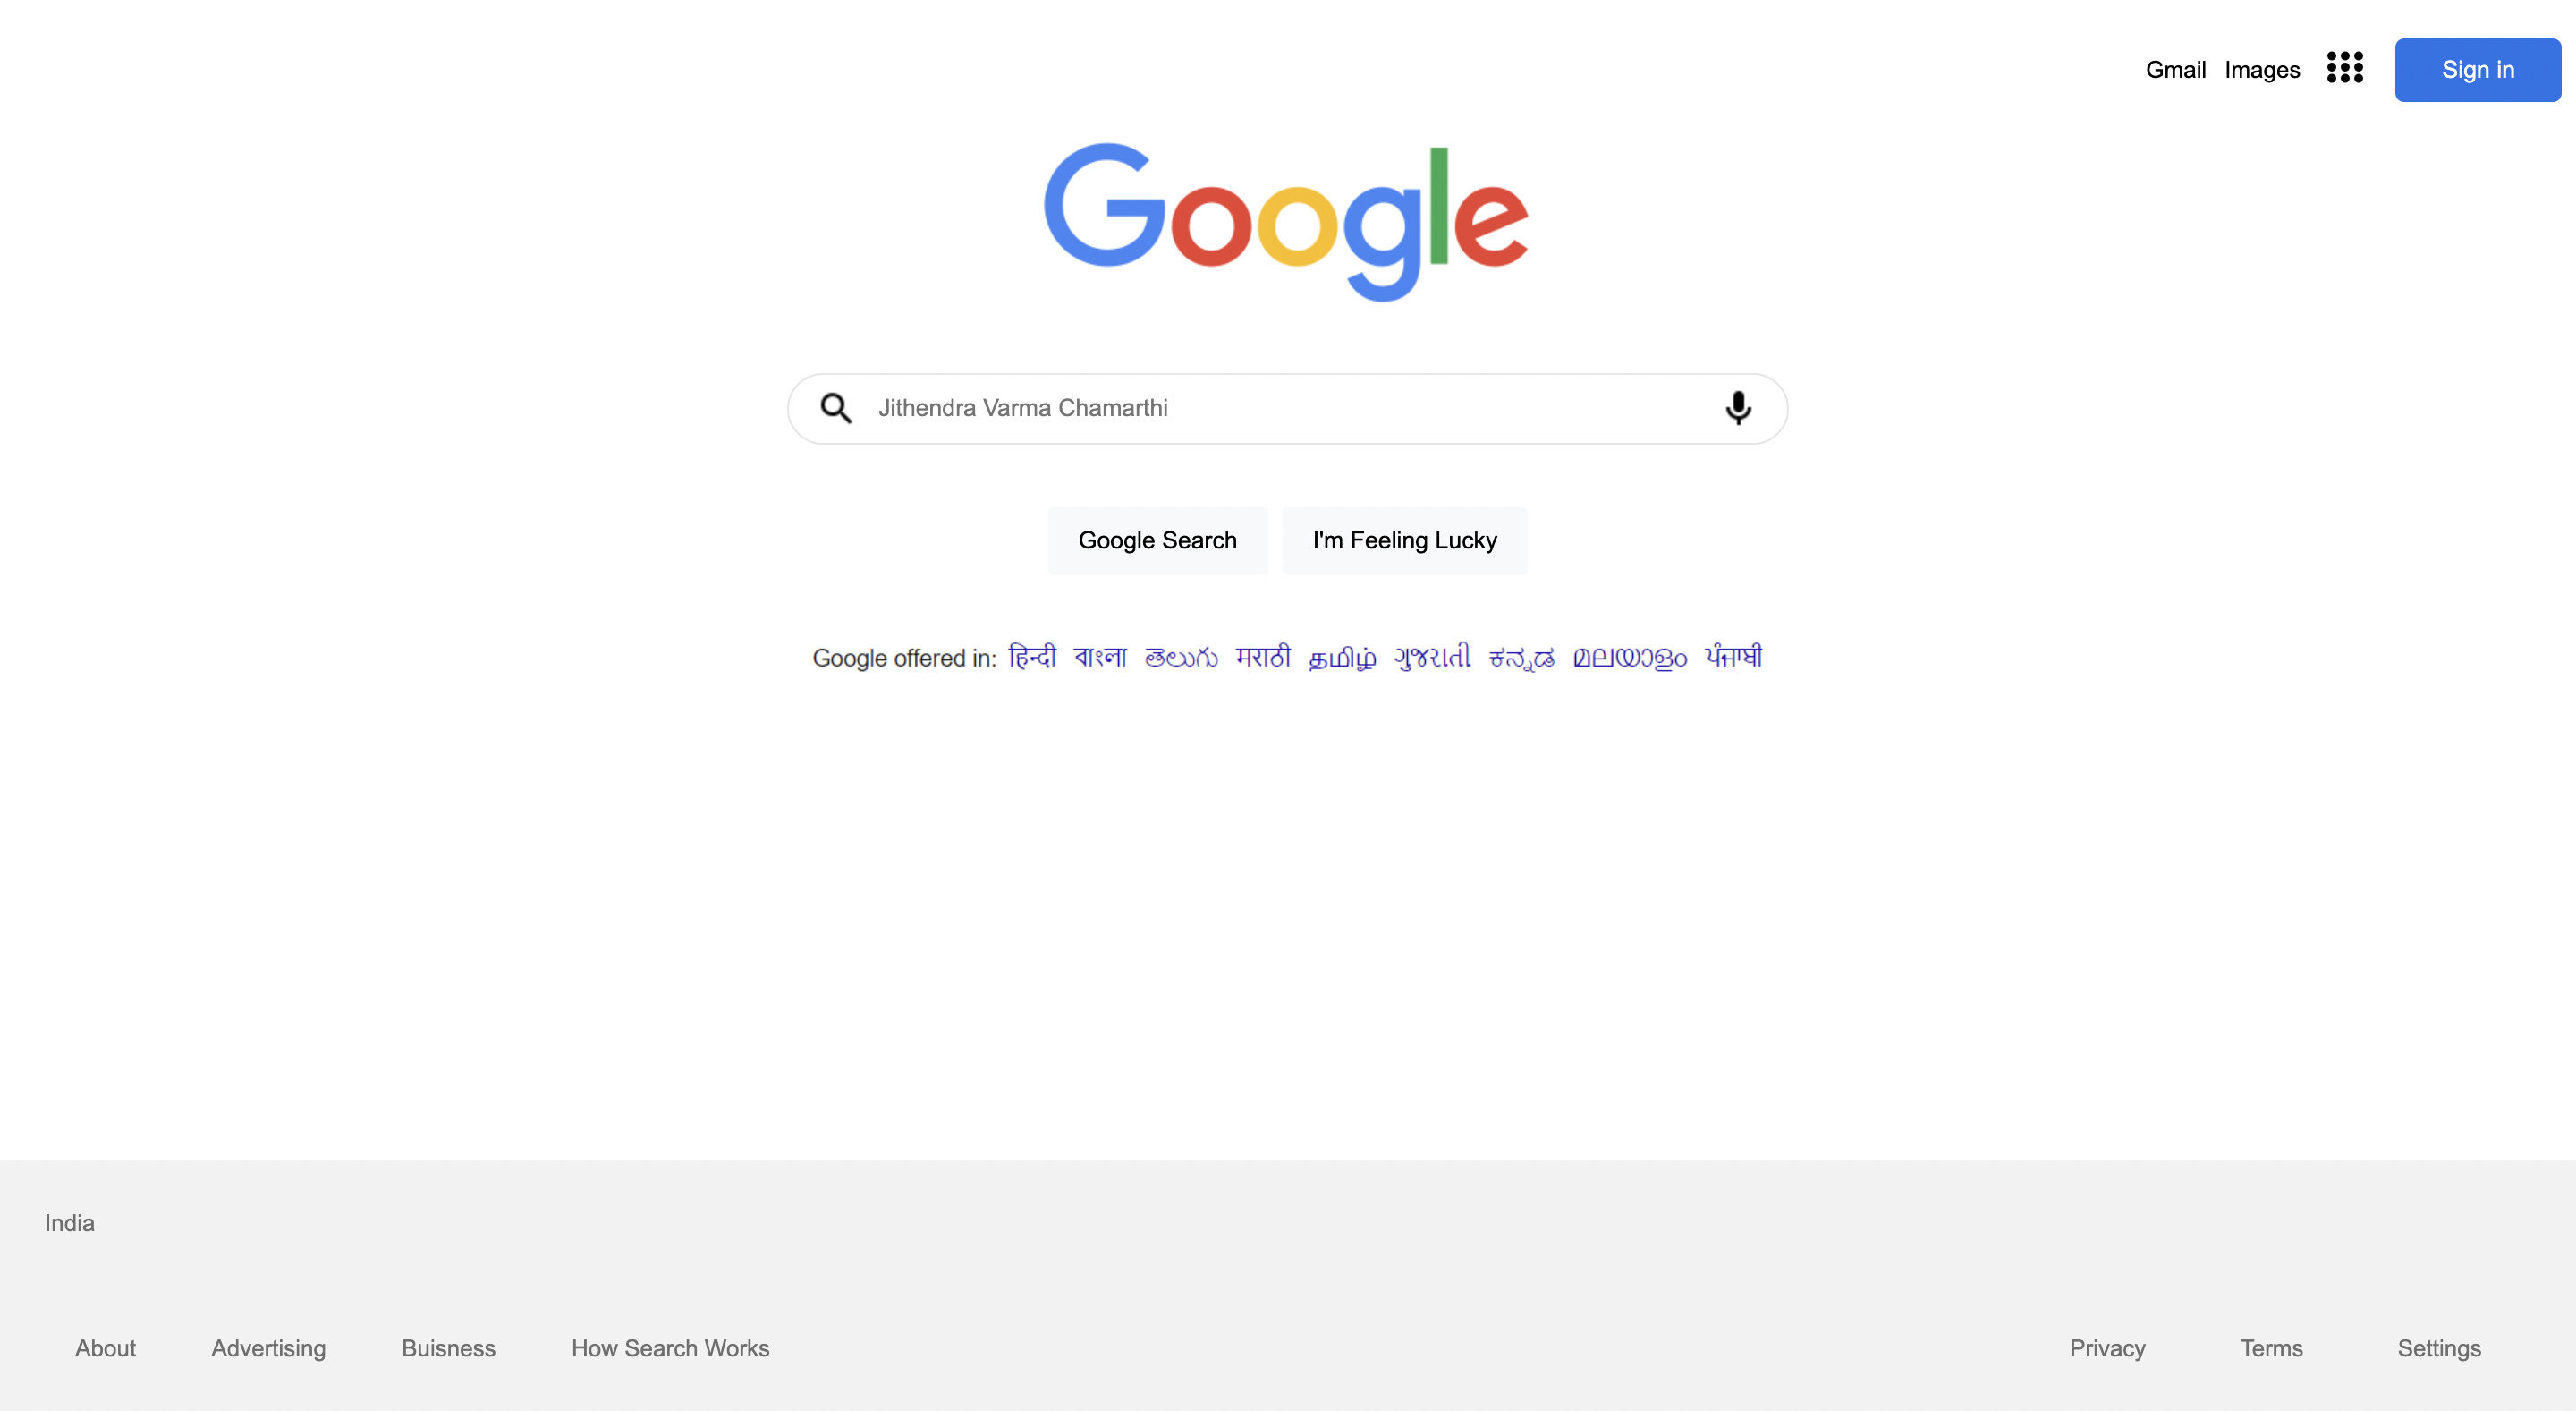 Gmail Images Sign in
Google
Jithendra Varma Chamarthi
Google Search I'm Feeling Lucky
Google offered in: हिन्दी বাংলা తెలుగు मराठी தமிழ் ગુજરાતી ಕನ್ನಡ മലയാളം ਪੰਜਾਬੀ
India
About Advertising Buisness How Search Works Privacy Terms Settings